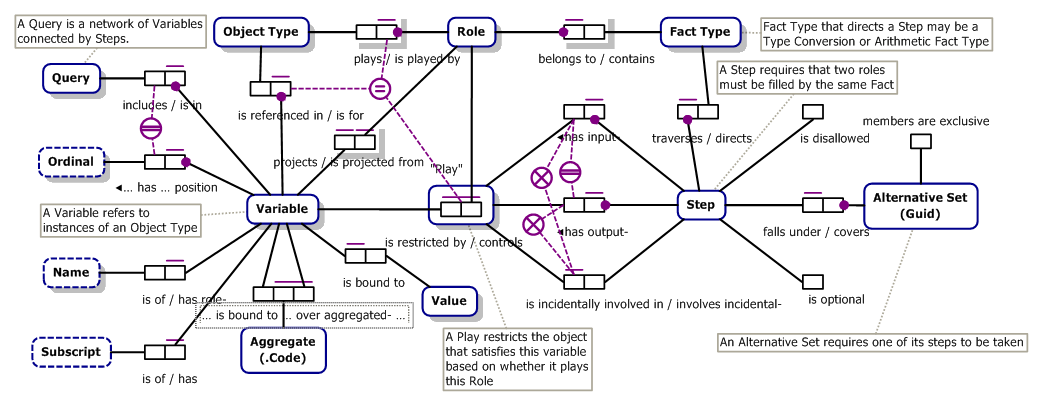 A Query is a network of Variables
connected by Steps.
Object Type
Role
Fact Type
Fact Type that directs a Step may be a
Type Conversion or Arithmetic Fact Type
plays / is played by
belongs to / contains
Query
includes / is in
is referenced in / is for
A Step requires that two roles
must be filled by the same Fact
◄has input-
traverses / directs
is disallowed
members are exclusive
Ordinal
◄... has ... position
projects / is projected from
"Play"
A Variable refers to
instances of an Object Type
Variable
Step
Alternative Set
(Guid)
◄has output-
falls under / covers
is restricted by / controls
Name
is of / has role-
is bound to
Value
is incidentally involved in / involves incidental-
is optional
... is bound to ... over aggregated- ...
Subscript
is of / has
Aggregate
(.Code)
A Play restricts the object
that satisfies this variable
based on whether it plays
this Role
An Alternative Set requires one of its steps to be taken